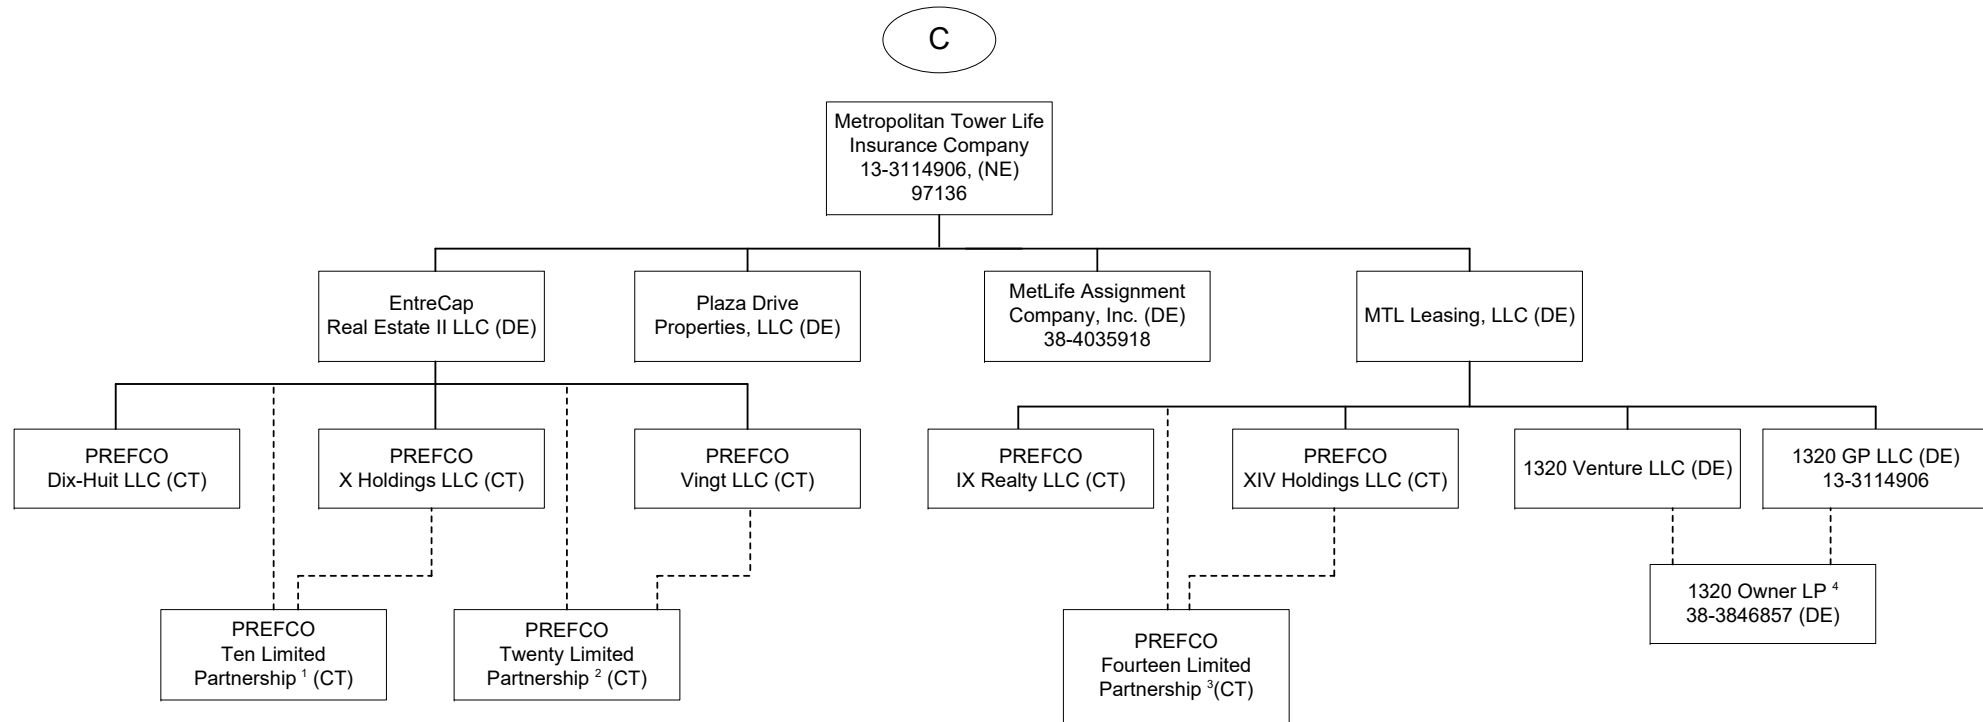 C
Metropolitan Tower Life
Insurance Company
13-3114906, (NE)
97136
EntreCap
Real Estate II LLC (DE)
Plaza Drive
Properties, LLC (DE)
MetLife Assignment
Company, Inc. (DE)
38-4035918
MTL Leasing, LLC (DE)
PREFCO
Dix-Huit LLC (CT)
PREFCO
X Holdings LLC (CT)
PREFCO
Vingt LLC (CT)
PREFCO
IX Realty LLC (CT)
PREFCO
XIV Holdings LLC (CT)
1320 Venture LLC (DE)
1320 GP LLC (DE)
13-3114906
PREFCO
Ten Limited
Partnership ¹ (CT)
PREFCO
Twenty Limited
Partnership ² (CT)
PREFCO
Fourteen Limited
Partnership ³(CT)
1320 Owner LP ⁴
38-3846857 (DE)